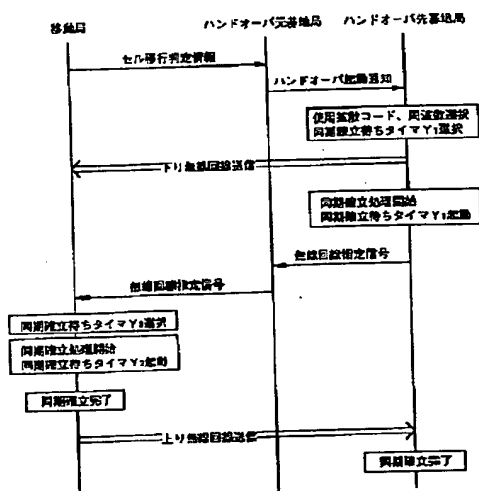 移動局
ハンドオーバ元基地局
ハンドオーバ先基地局
セル移行判定情報
ハンドオーバ起動通知
使用拡散コード、周波数選択
同期確立待ちタイマY₁選択
下り無線回線送信
同期確立処理開始
同期確立待ちタイマY₁起動
無線回線指定信号
無線回線指定信号
同期確立待ちタイマY₂選択
同期確立処理開始
同期確立待ちタイマY₂起動
同期確立完了
上り無線回線送信
同期確立完了